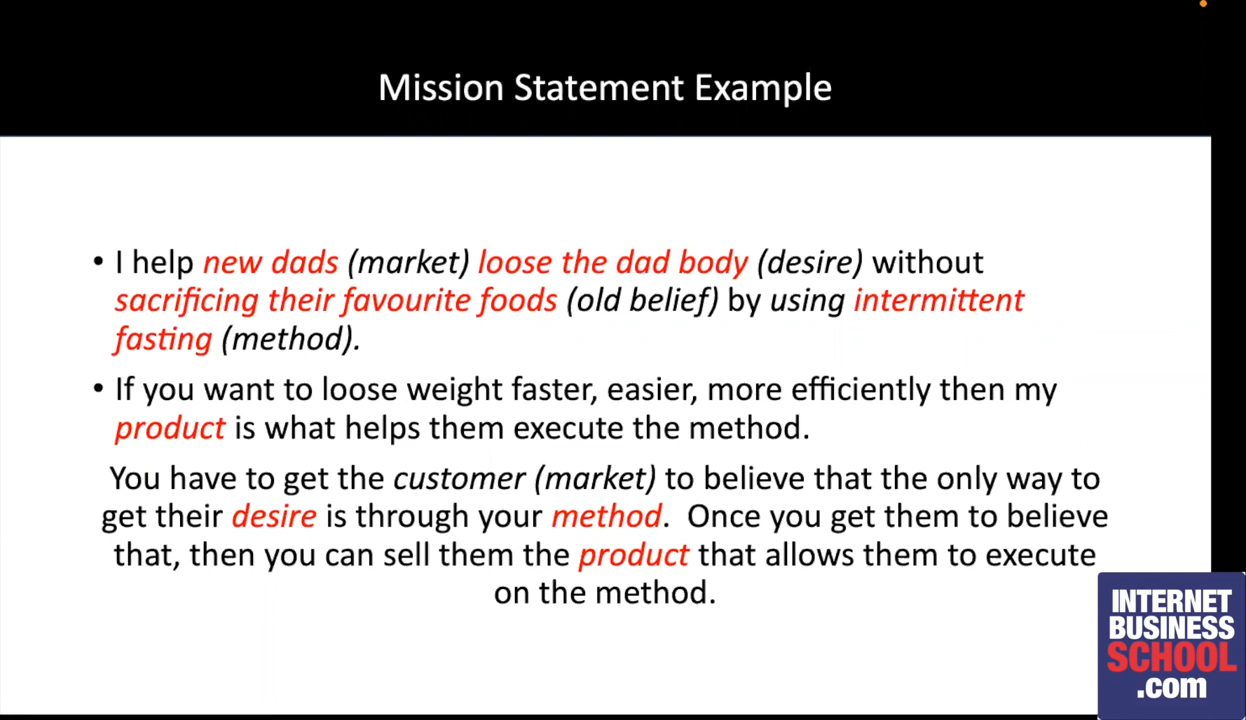 Mission Statement Example
• I help new dads (market) loose the dad body (desire) without
sacrificing their favourite foods (old belief) by using intermittent
fasting (method).
• If you want to loose weight faster, easier, more efficiently then my
product is what helps them execute the method.
You have to get the customer (market) to believe that the only way to
get their desire is through your method. Once you get them to believe
that, then you can sell them the product that allows them to execute
on the method.
INTERNET
BUSINESS
SCHOOL
.com